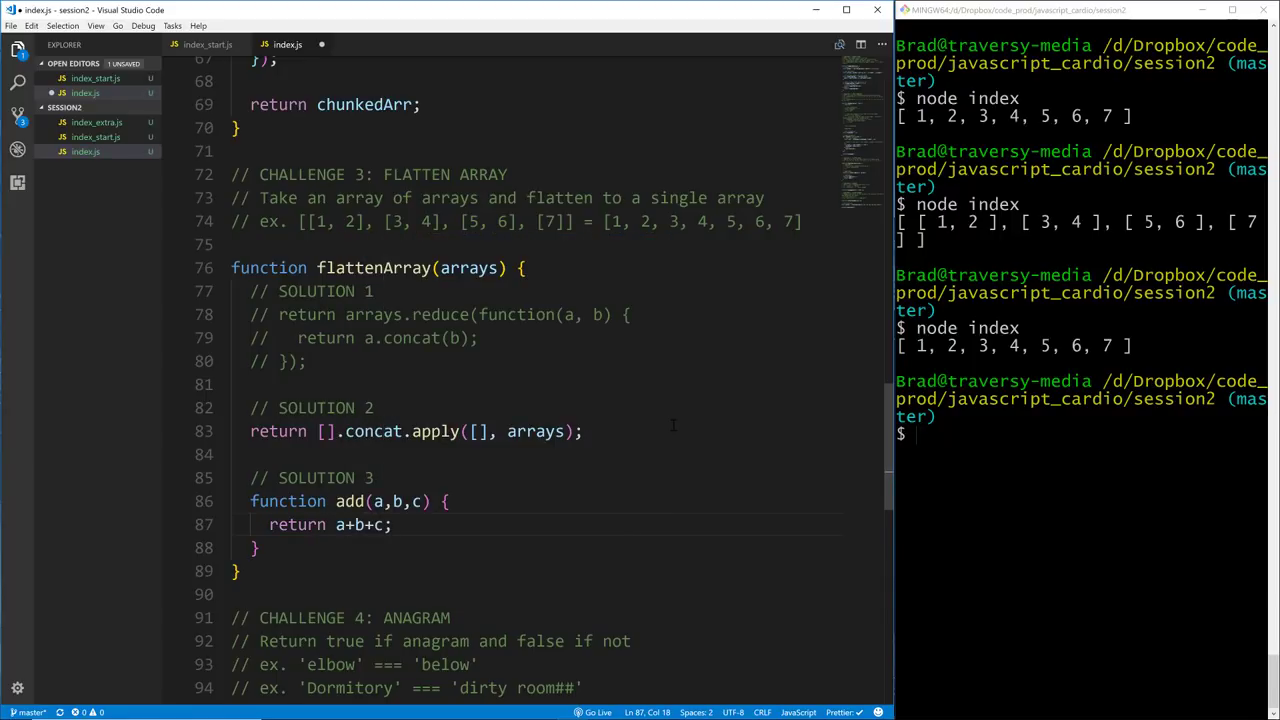 index.js - session2 - Visual Studio Code
File Edit Selection View Go Debug Tasks Help
EXPLORER
OPEN EDITORS 1 UNSAVED
index_start.js U
index.js U
SESSION2
index_extra.js U
index_start.js U
index.js U
1
3
index_start.js index.js
67 });
68
69 return chunkedArr;
70 }
71
72 // CHALLENGE 3: FLATTEN ARRAY
73 // Take an array of arrays and flatten to a single array
74 // ex. [[1, 2], [3, 4], [5, 6], [7]] = [1, 2, 3, 4, 5, 6, 7]
75
76 function flattenArray(arrays) {
77 // SOLUTION 1
78 // return arrays.reduce(function(a, b) {
79 // return a.concat(b);
80 // });
81
82 // SOLUTION 2
83 return [].concat.apply([], arrays);
84
85 // SOLUTION 3
86 function add(a,b,c) {
87 return a+b+c;
88 }
89 }
90
91 // CHALLENGE 4: ANAGRAM
92 // Return true if anagram and false if not
93 // ex. 'elbow' === 'below'
94 // ex. 'Dormitory' === 'dirty room##'
master* 0 0 Go Live Ln 87, Col 18 Spaces: 2 UTF-8 CRLF JavaScript Prettier: ✓
MINGW64:/d/Dropbox/code_prod/javascript_cardio/session2
Brad@traversy-media /d/Dropbox/code_
prod/javascript_cardio/session2 (mas
ter)
$ node index
[ 1, 2, 3, 4, 5, 6, 7 ]
Brad@traversy-media /d/Dropbox/code_
prod/javascript_cardio/session2 (mas
ter)
$ node index
[ [ 1, 2 ], [ 3, 4 ], [ 5, 6 ], [ 7
] ]
Brad@traversy-media /d/Dropbox/code_
prod/javascript_cardio/session2 (mas
ter)
$ node index
[ 1, 2, 3, 4, 5, 6, 7 ]
Brad@traversy-media /d/Dropbox/code_
prod/javascript_cardio/session2 (mas
ter)
$